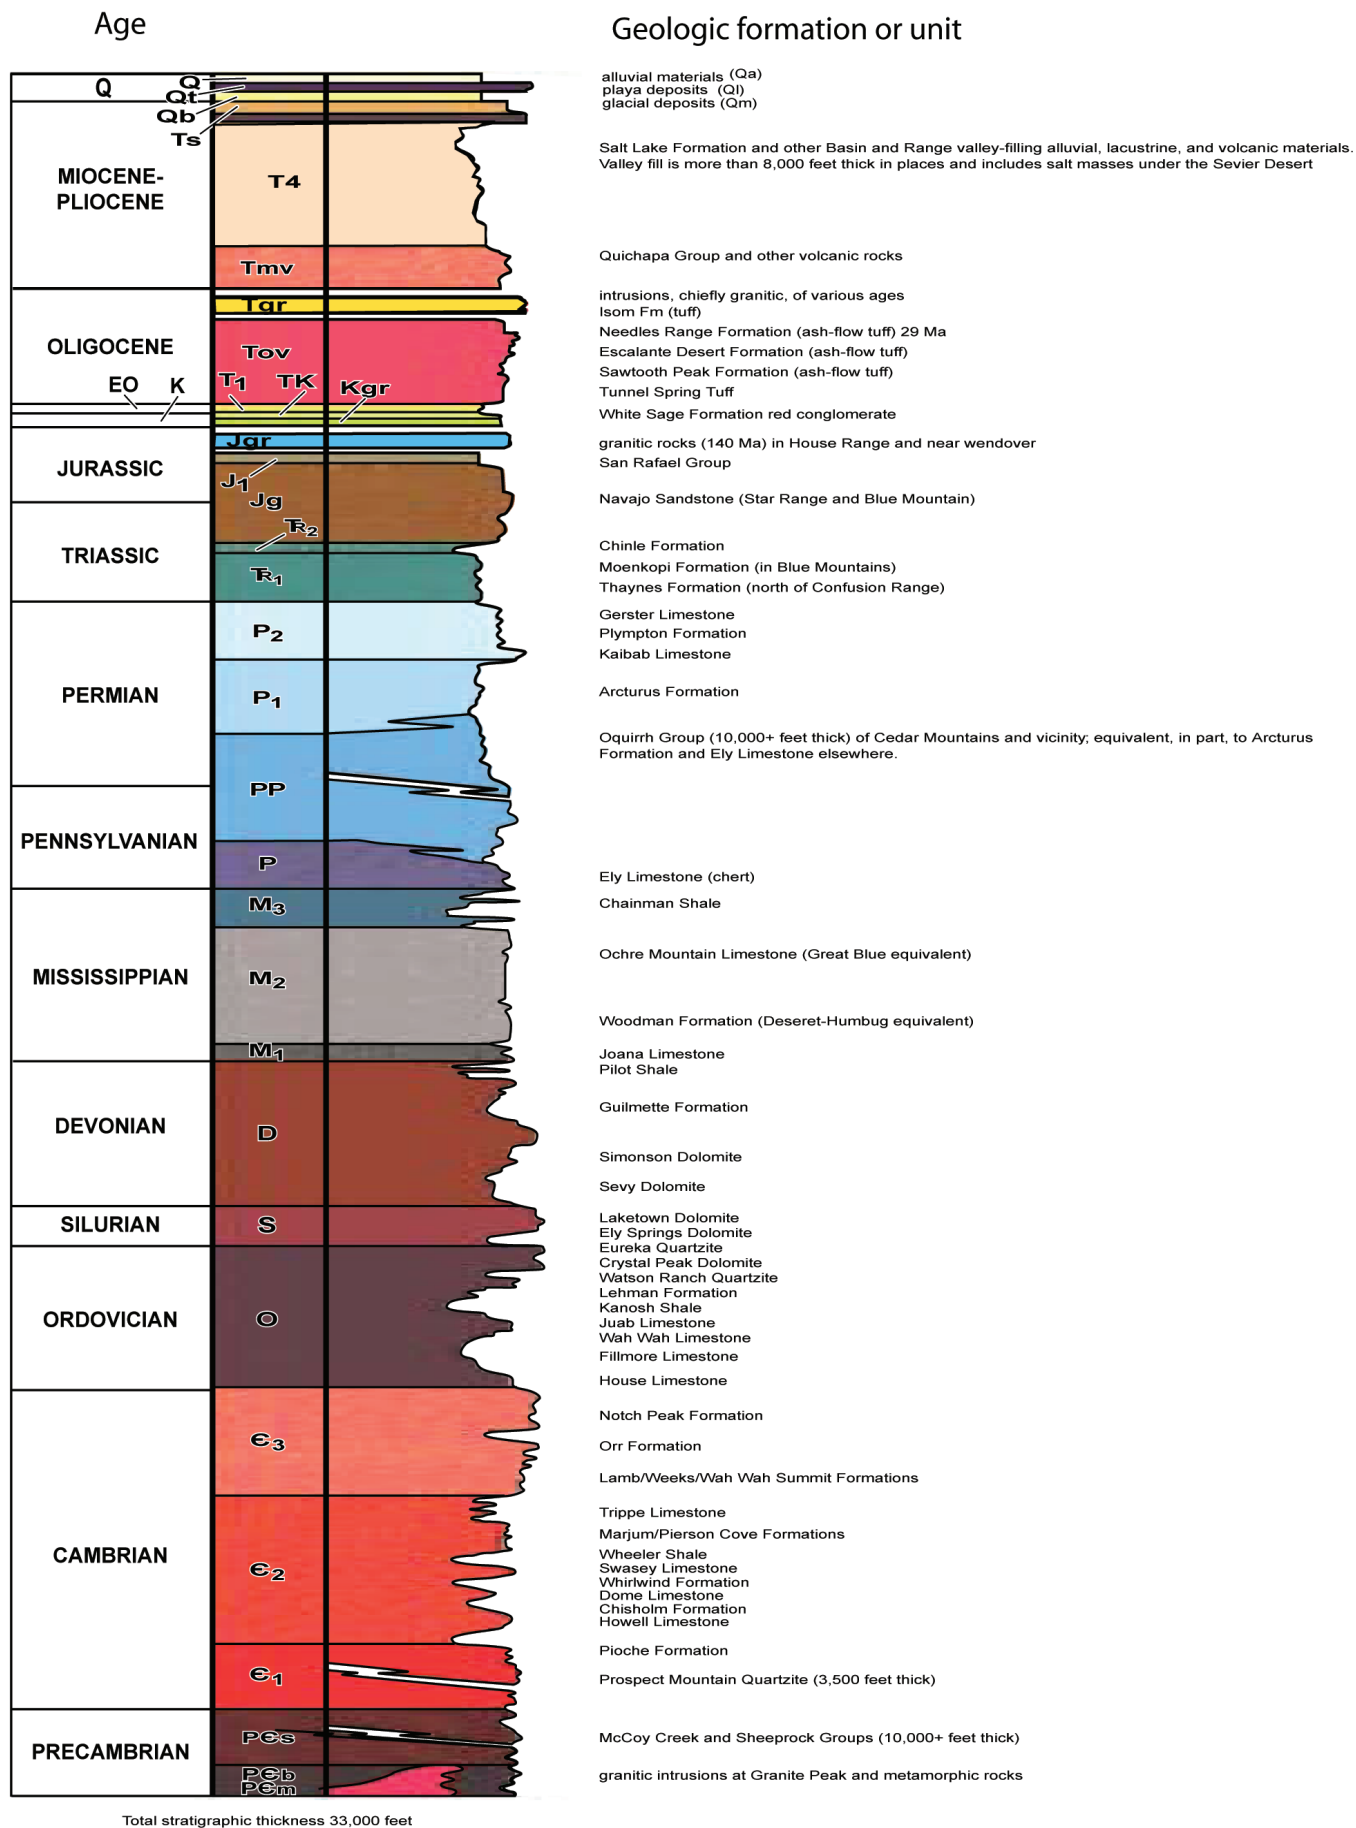 Age
Geologic formation or unit
Q
Q
Qt
Qb
Ts
alluvial materials (Qa)
playa deposits (Ql)
glacial deposits (Qm)
MIOCENE-
PLIOCENE
T4
Salt Lake Formation and other Basin and Range valley-filling alluvial, lacustrine, and volcanic materials.
Valley fill is more than 8,000 feet thick in places and includes salt masses under the Sevier Desert
Tmv
Quichapa Group and other volcanic rocks
OLIGOCENE
Tgr
intrusions, chiefly granitic, of various ages
Isom Fm (tuff)
Tov
Needles Range Formation (ash-flow tuff) 29 Ma
Escalante Desert Formation (ash-flow tuff)
Sawtooth Peak Formation (ash-flow tuff)
Tunnel Spring Tuff
EO
K
T1
TK
Kgr
White Sage Formation red conglomerate
JURASSIC
Jgr
granitic rocks (140 Ma) in House Range and near wendover
J1
San Rafael Group
Jg
Navajo Sandstone (Star Range and Blue Mountain)
TRIASSIC
TR2
Chinle Formation
TR1
Moenkopi Formation (in Blue Mountains)
Thaynes Formation (north of Confusion Range)
PERMIAN
P2
Gerster Limestone
Plympton Formation
Kaibab Limestone
P1
Arcturus Formation
PP
Oquirrh Group (10,000+ feet thick) of Cedar Mountains and vicinity; equivalent, in part, to Arcturus
Formation and Ely Limestone elsewhere.
PENNSYLVANIAN
P
Ely Limestone (chert)
MISSISSIPPIAN
M3
Chainman Shale
M2
Ochre Mountain Limestone (Great Blue equivalent)
Woodman Formation (Deseret-Humbug equivalent)
M1
Joana Limestone
Pilot Shale
DEVONIAN
D
Guilmette Formation
Simonson Dolomite
Sevy Dolomite
SILURIAN
S
Laketown Dolomite
Ely Springs Dolomite
Eureka Quartzite
Crystal Peak Dolomite
Watson Ranch Quartzite
Lehman Formation
Kanosh Shale
ORDOVICIAN
O
Juab Limestone
Wah Wah Limestone
Fillmore Limestone
House Limestone
CAMBRIAN
Є3
Notch Peak Formation
Orr Formation
Lamb/Weeks/Wah Wah Summit Formations
Є2
Trippe Limestone
Marjum/Pierson Cove Formations
Wheeler Shale
Swasey Limestone
Whirlwind Formation
Dome Limestone
Chisholm Formation
Howell Limestone
Є1
Pioche Formation
Prospect Mountain Quartzite (3,500 feet thick)
PRECAMBRIAN
PЄs
McCoy Creek and Sheeprock Groups (10,000+ feet thick)
PЄb
PЄm
granitic intrusions at Granite Peak and metamorphic rocks
Total stratigraphic thickness 33,000 feet